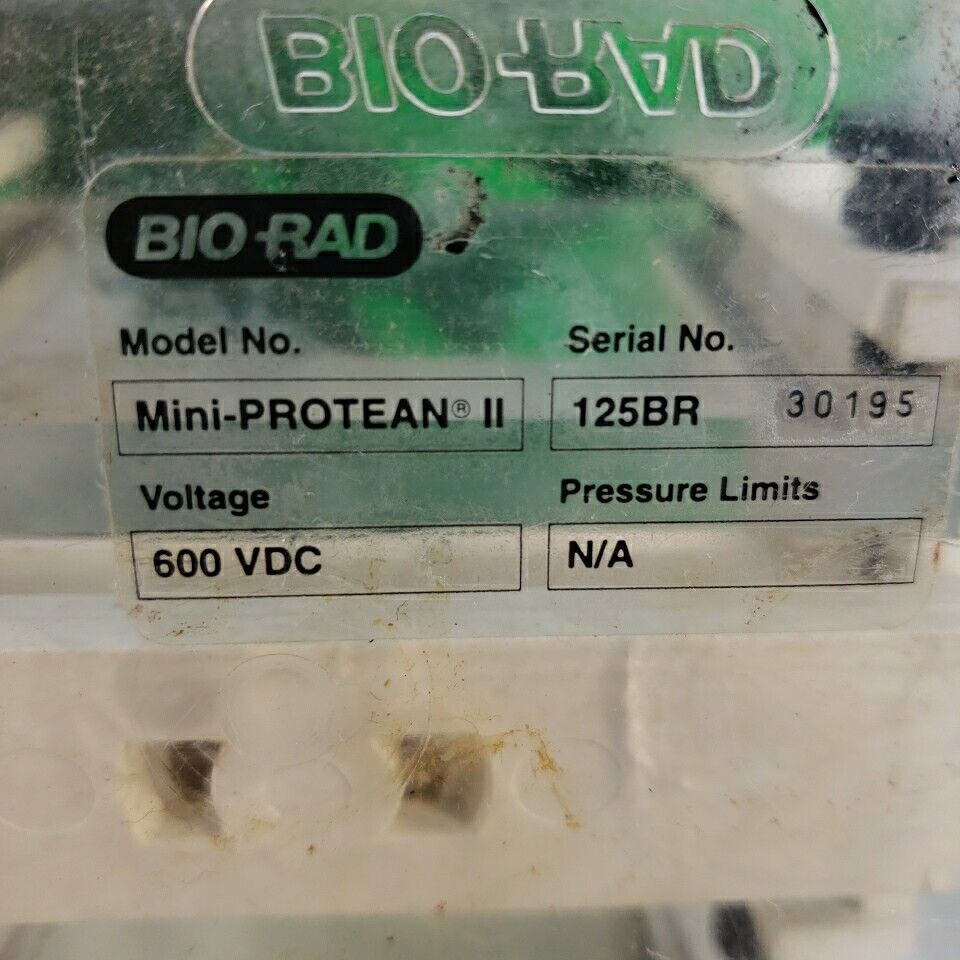 BIO-RAD
BIO-RAD
Model No. Serial No.
Mini-PROTEAN® II 125BR 30195
Voltage Pressure Limits
600 VDC N/A